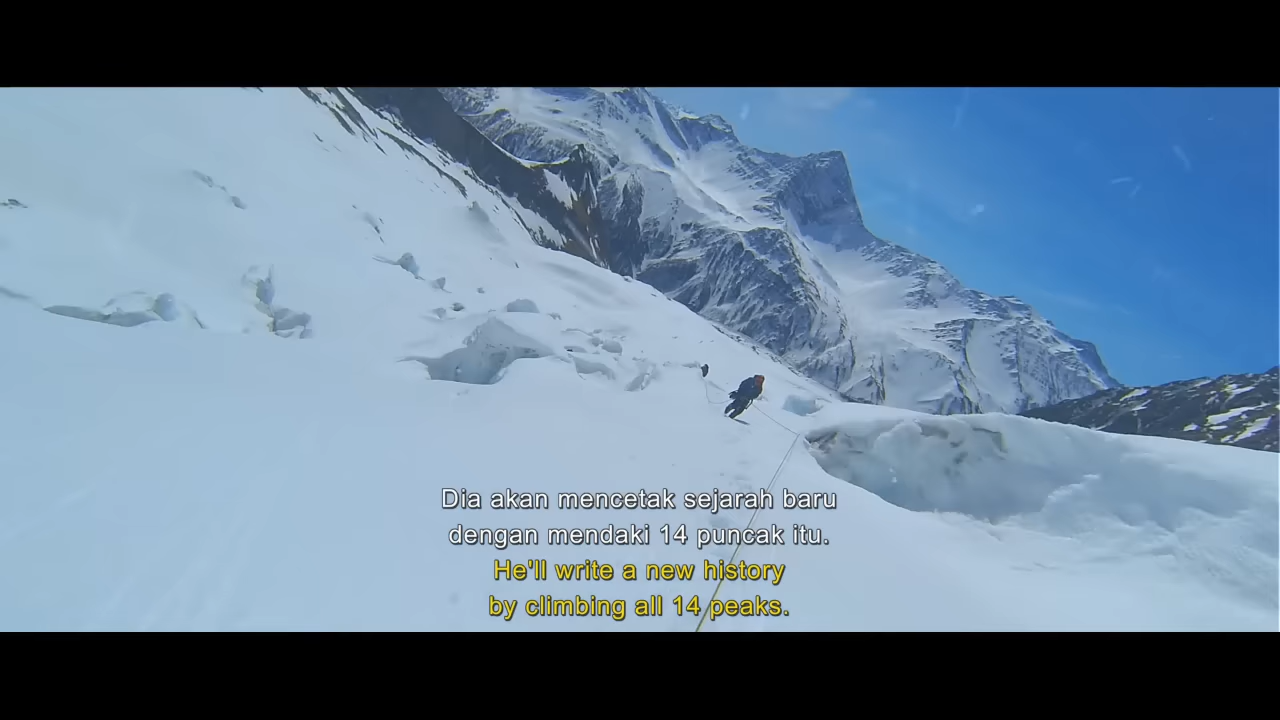 Dia akan mencetak sejarah baru
dengan mendaki 14 puncak itu.
He'll write a new history
by climbing all 14 peaks.